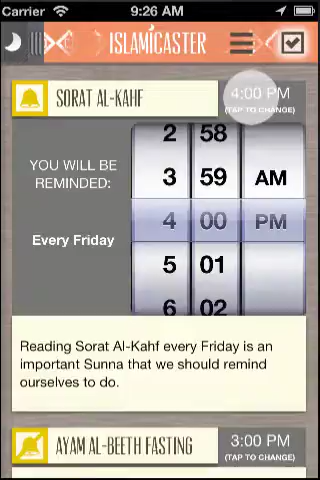 Carrier 9:26 AM
ISLAMICASTER
SORAT AL-KAHF 4:00 PM
(TAP TO CHANGE)
2 58
3 59 AM
4 00 PM
5 01
6 02
YOU WILL BE
REMINDED:
Every Friday
Reading Sorat Al-Kahf every Friday is an
important Sunna that we should remind
ourselves to do.
AYAM AL-BEETH FASTING 3:00 PM
(TAP TO CHANGE)